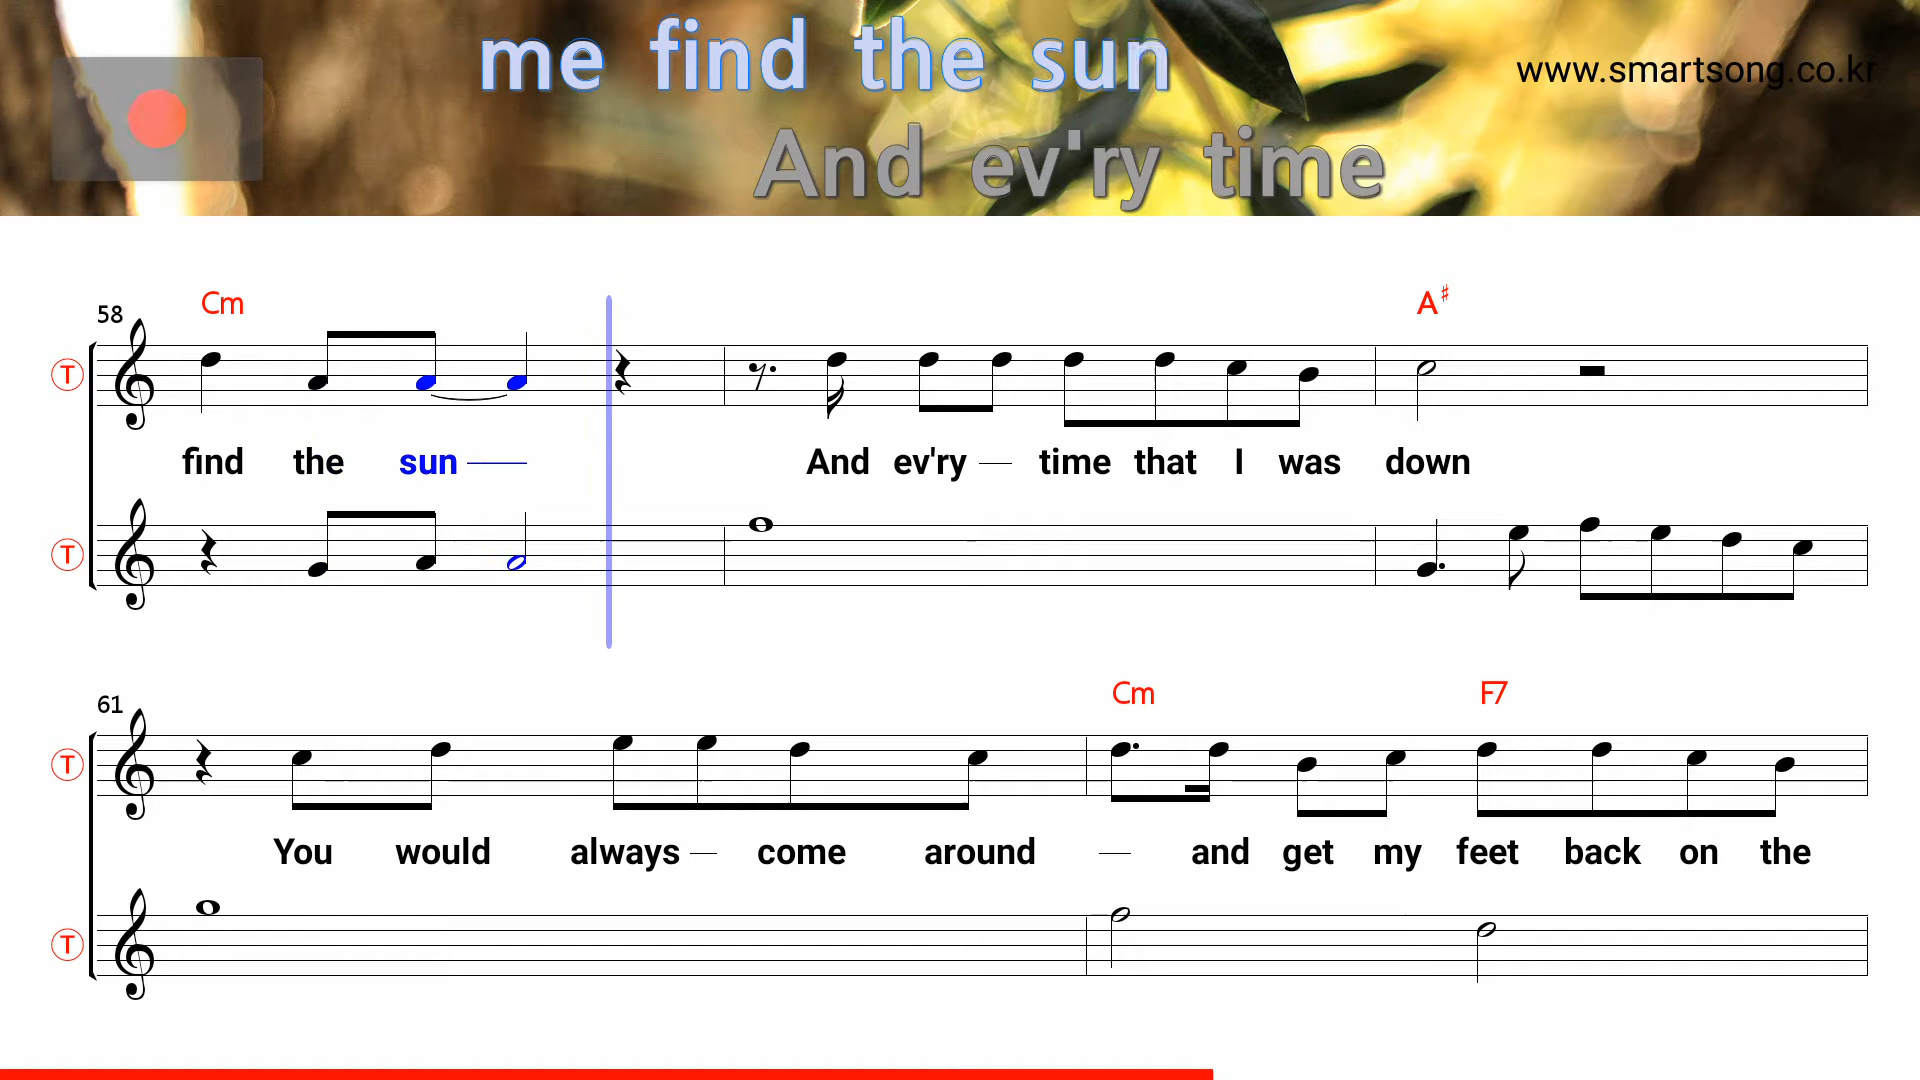 me find the sun
www.smartsong.co.kr
And ev'ry time
58
Cm
A♯
T
find the sun
And ev'ry time that I was down
T
61
Cm
F7
T
You would always come around and get my feet back on the
T